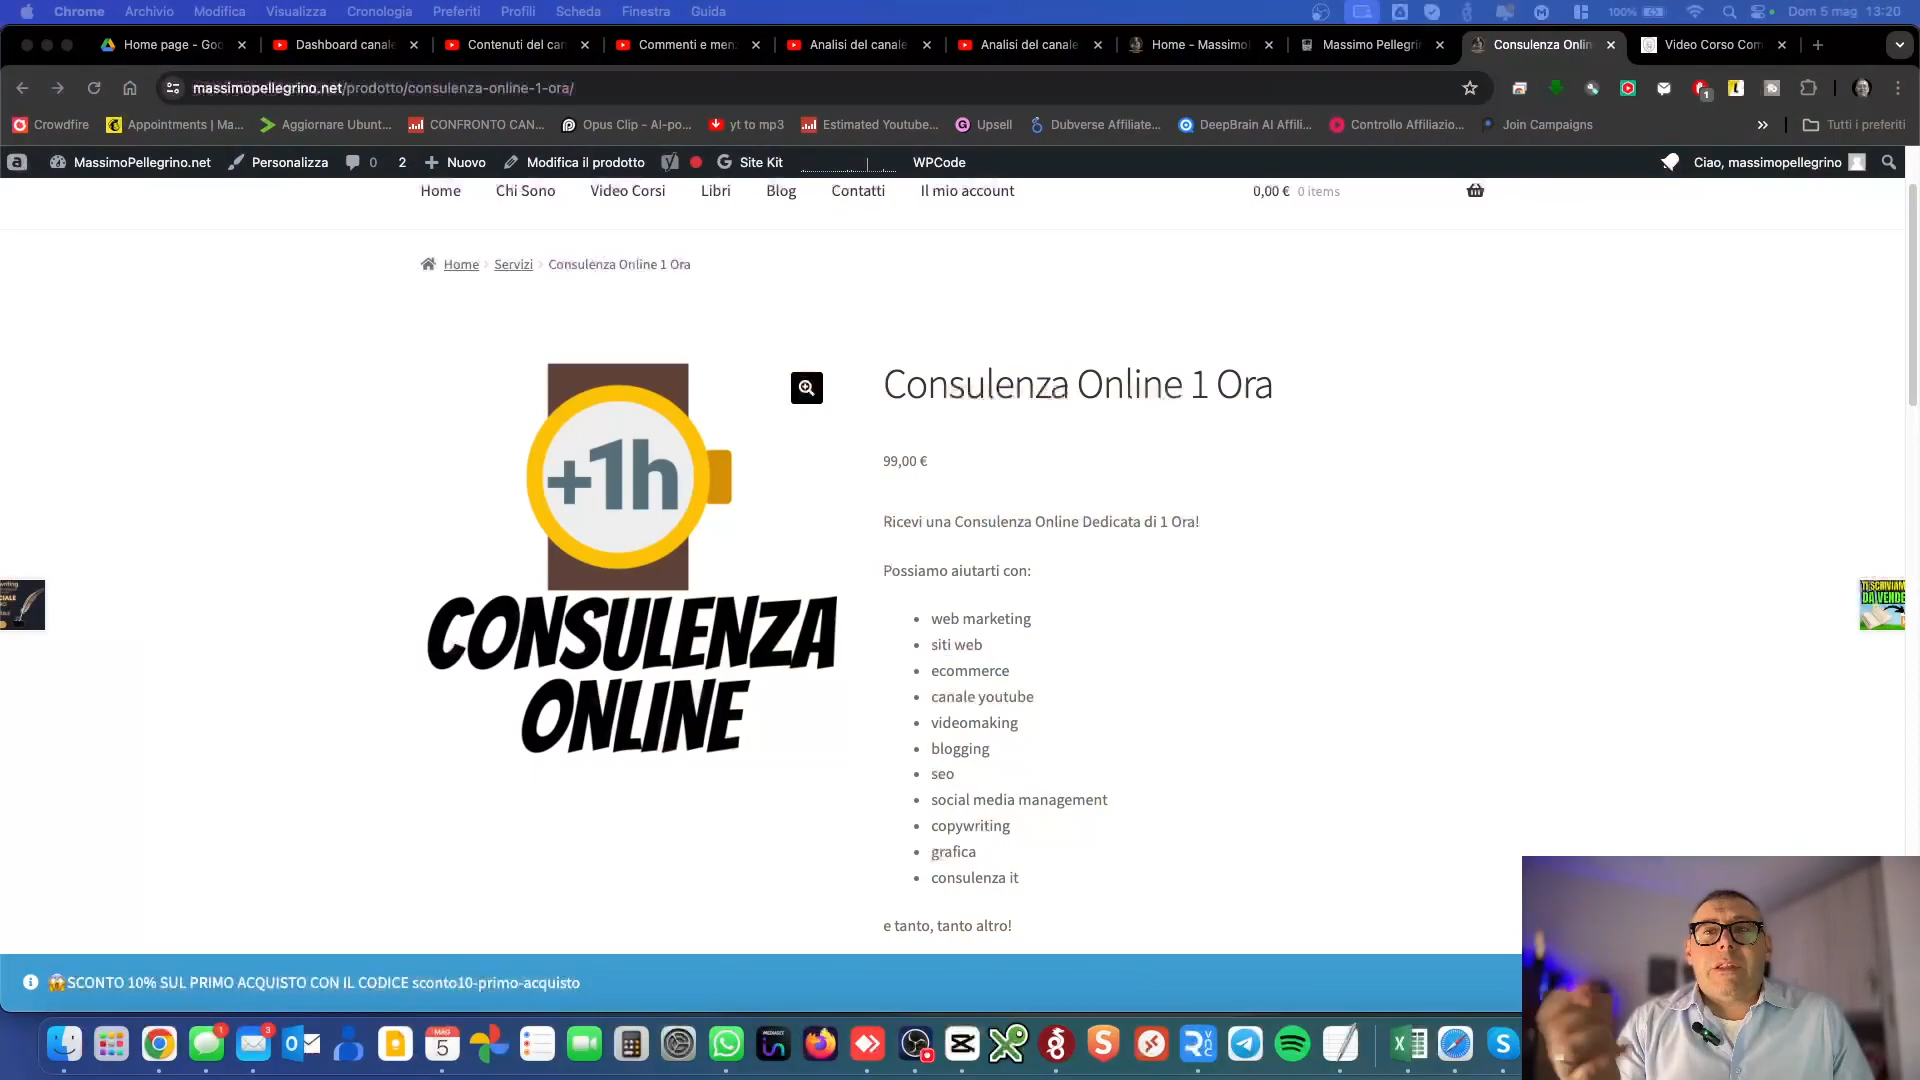 Chrome Archivio Modifica Visualizza Cronologia Preferiti Profili Scheda Finestra Guida 100% Dom 5 mag 13:20
Home page - Goo Dashboard canale Contenuti del can Commenti e men Analisi del canale Analisi del canale Home - Massimo Massimo Pellegri Consulenza Onlin Video Corso Com
massimopellegrino.net/prodotto/consulenza-online-1-ora/
Crowdfire Appointments | Ma... Aggiornare Ubunt... CONFRONTO CAN... Opus Clip - AI-po... yt to mp3 Estimated Youtube... Upsell Dubverse Affiliate... DeepBrain AI Affili... Controllo Affiliazio... Join Campaigns Tutti i preferiti
MassimoPellegrino.net Personalizza 0 2 Nuovo Modifica il prodotto Site Kit WPCode Ciao, massimopellegrino
Home Chi Sono Video Corsi Libri Blog Contatti Il mio account 0,00 € 0 items
Home Servizi Consulenza Online 1 Ora
+1h
CONSULENZA
ONLINE
Consulenza Online 1 Ora
99,00 €
Ricevi una Consulenza Online Dedicata di 1 Ora!
Possiamo aiutarti con:
web marketing
siti web
ecommerce
canale youtube
videomaking
blogging
seo
social media management
copywriting
grafica
consulenza it
e tanto, tanto altro!
TI SCRIVIAM
DA VENDE
SCONTO 10% SUL PRIMO ACQUISTO CON IL CODICE sconto10-primo-acquisto
MAG
5